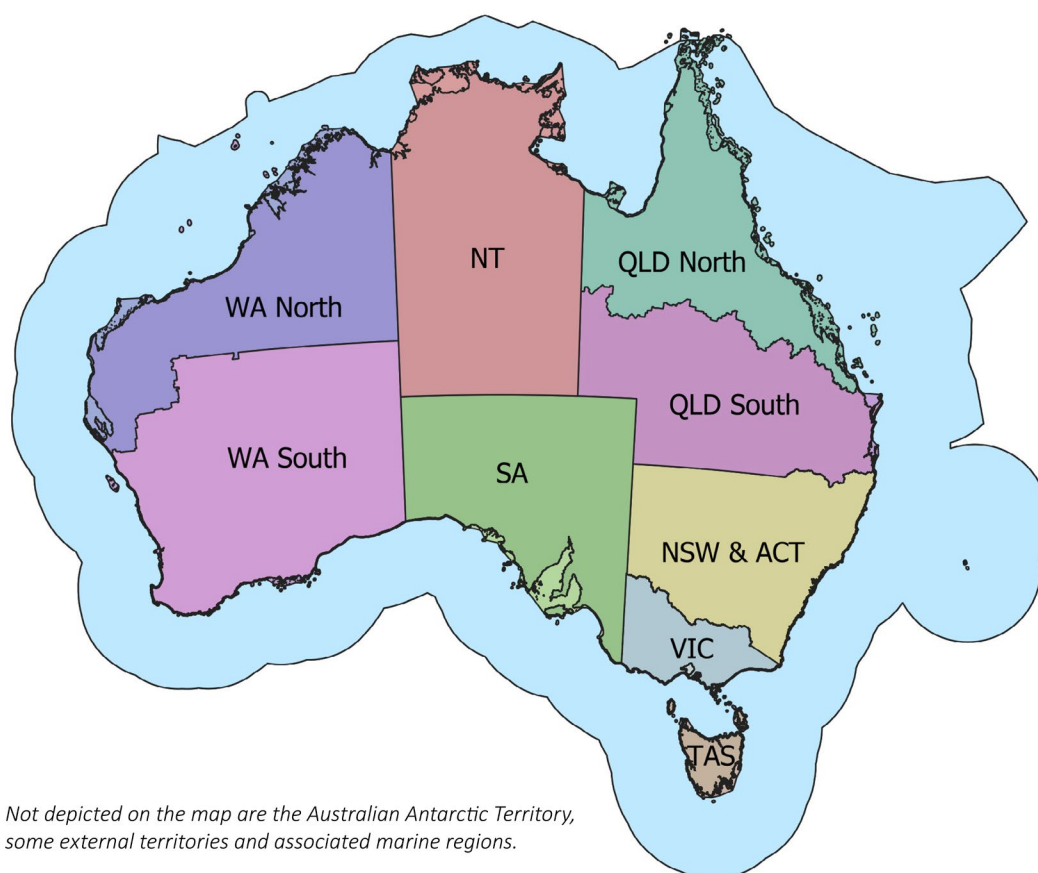 NT
QLD North
WA North
QLD South
WA South
SA
NSW & ACT
VIC
TAS
Not depicted on the map are the Australian Antarctic Territory,
some external territories and associated marine regions.